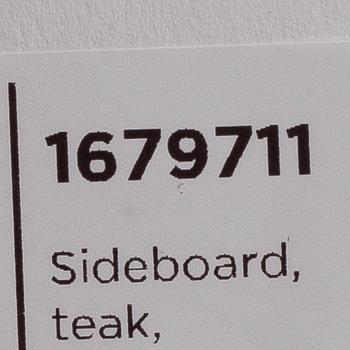 1679711
Sideboard,
teak,